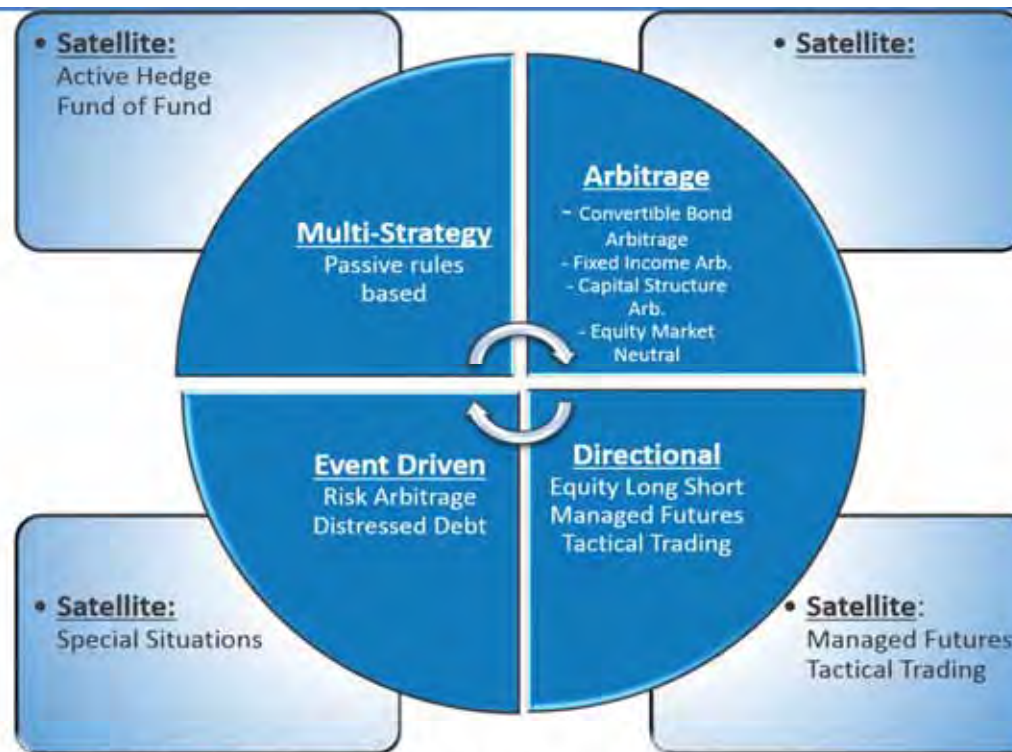 • Satellite:
Active Hedge
Fund of Fund
• Satellite:
Multi-Strategy
Passive rules
based
Arbitrage
- Convertible Bond
Arbitrage
- Fixed Income Arb.
- Capital Structure
Arb.
- Equity Market
Neutral
Event Driven
Risk Arbitrage
Distressed Debt
Directional
Equity Long Short
Managed Futures
Tactical Trading
• Satellite:
Special Situations
• Satellite:
Managed Futures
Tactical Trading